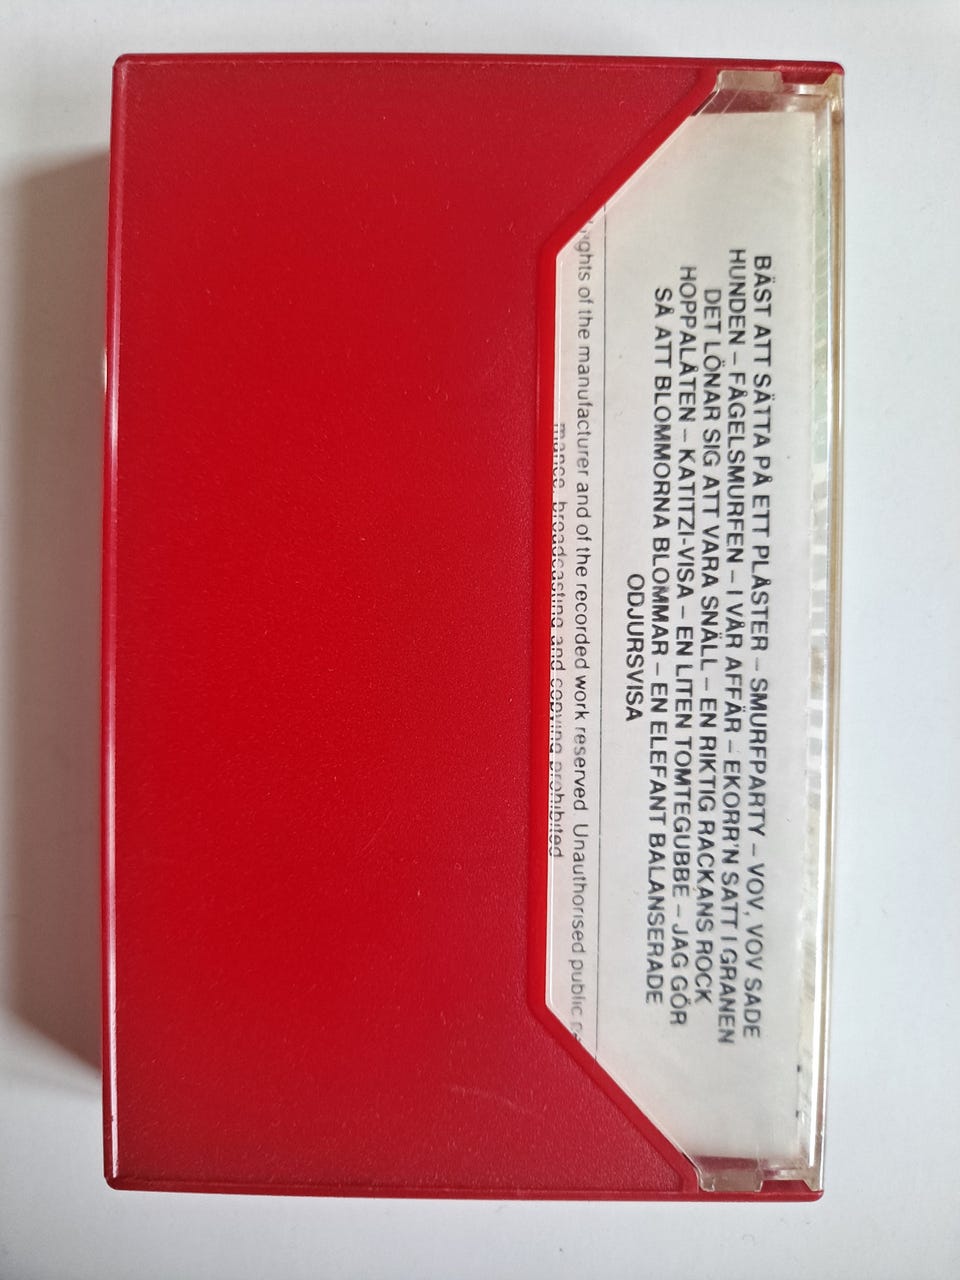 BÄST ATT SÄTTA PÅ ETT PLÅSTER – SMURFPARTY – VOV, VOV SADE
HUNDEN – FÅGELSMURFEN – I VÅR AFFÄR – EKORR'N SATT I GRANEN
DET LÖNAR SIG ATT VARA SNÄLL – EN RIKTIG RACKANS ROCK
HOPPALÅTEN – KATITZI-VISA – EN LITEN TOMTEGUBBE – JAG GÖR
SÅ ATT BLOMMORNA BLOMMAR – EN ELEFANT BALANSERADE
ODJURSVISA
rights of the manufacturer and of the recorded work reserved. Unauthorised public
mance, broadcasting and copying prohibited